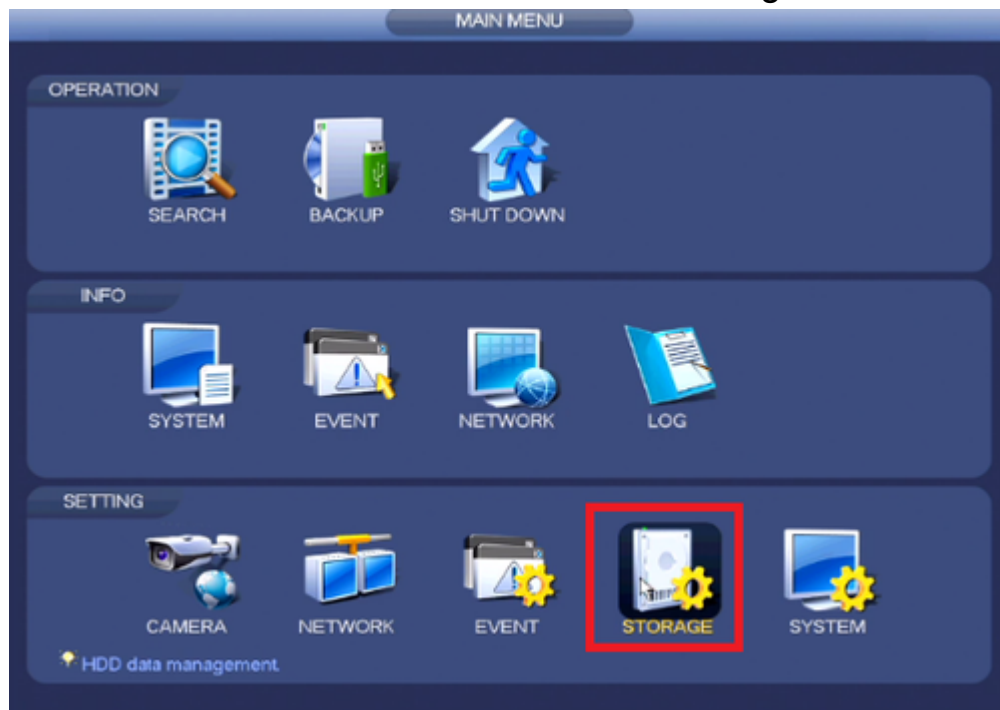 MAIN MENU
OPERATION
SEARCH BACKUP SHUT DOWN
INFO
SYSTEM EVENT NETWORK LOG
SETTING
CAMERA NETWORK EVENT STORAGE SYSTEM
HDD data management